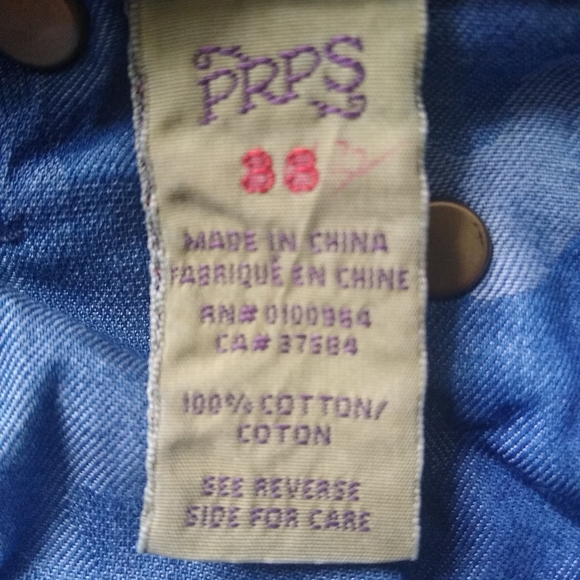 PRPS
38
MADE IN CHINA
FABRIQUÉ EN CHINE
RN# 0100964
CA# 37584
100% COTTON/
COTON
SEE REVERSE
SIDE FOR CARE